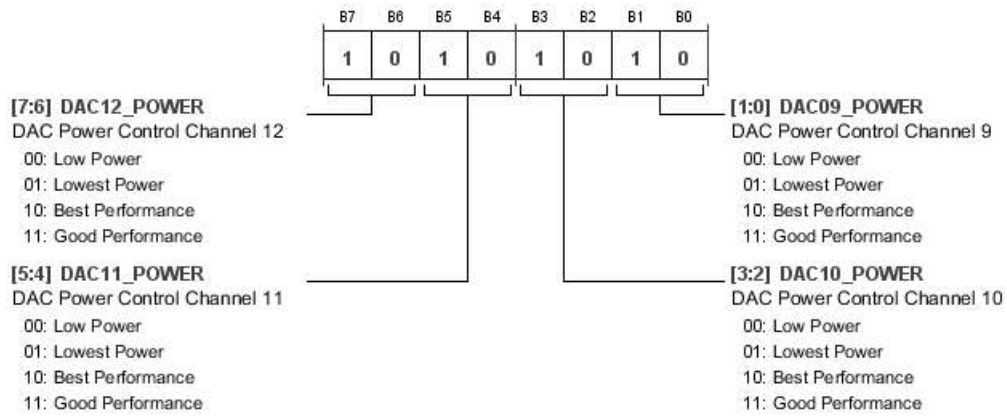 B7 B6 B5 B4 B3 B2 B1 B0
1 0 1 0 1 0 1 0
[7:6] DAC12_POWER
DAC Power Control Channel 12
00: Low Power
01: Lowest Power
10: Best Performance
11: Good Performance
[5:4] DAC11_POWER
DAC Power Control Channel 11
00: Low Power
01: Lowest Power
10: Best Performance
11: Good Performance
[1:0] DAC09_POWER
DAC Power Control Channel 9
00: Low Power
01: Lowest Power
10: Best Performance
11: Good Performance
[3:2] DAC10_POWER
DAC Power Control Channel 10
00: Low Power
01: Lowest Power
10: Best Performance
11: Good Performance